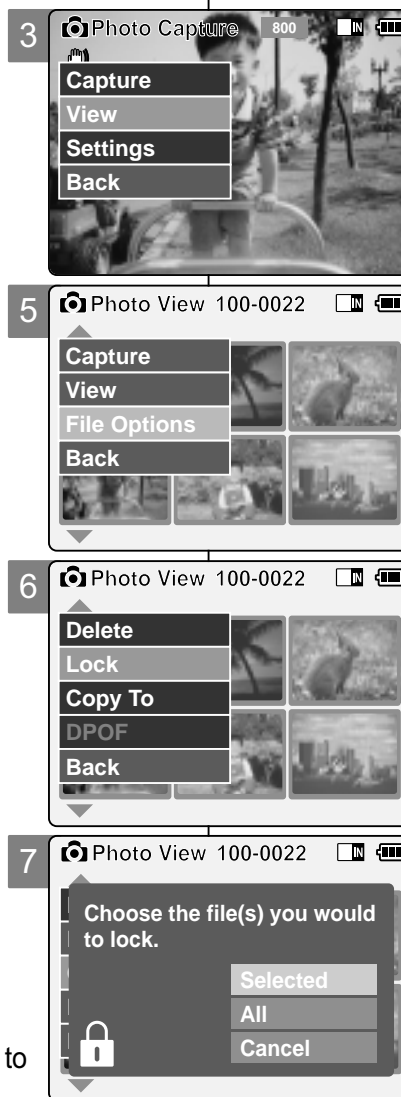 3
Photo Capture 800 IN
Capture
View
Settings
Back
5
Photo View 100-0022 IN
Capture
View
File Options
Back
6
Photo View 100-0022 IN
Delete
Lock
Copy To
DPOF
Back
7
Photo View 100-0022 IN
Choose the file(s) you would
to lock.
Selected
All
Cancel
to